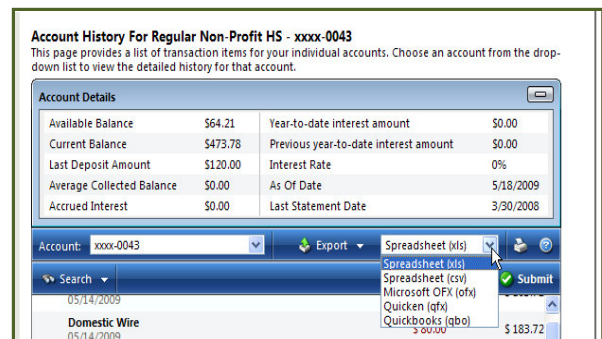 Account History For Regular Non-Profit HS - xxxx-0043
This page provides a list of transaction items for your individual accounts. Choose an account from the drop-
down list to view the detailed history for that account.
Account Details
Available Balance $64.21 Year-to-date interest amount $0.00
Current Balance $473.78 Previous year-to-date interest amount $0.00
Last Deposit Amount $120.00 Interest Rate 0%
Average Collected Balance $0.00 As Of Date 5/18/2009
Accrued Interest $0.00 Last Statement Date 3/30/2008
Account: xxxx-0043 Export Spreadsheet (xls)
Spreadsheet (xls)
Search Spreadsheet (csv) Submit
Microsoft OFX (ofx)
05/14/2009 Quicken (qfx)
Domestic Wire Quickbooks (qbo)
05/14/2009 $ 80.00 $ 183.72